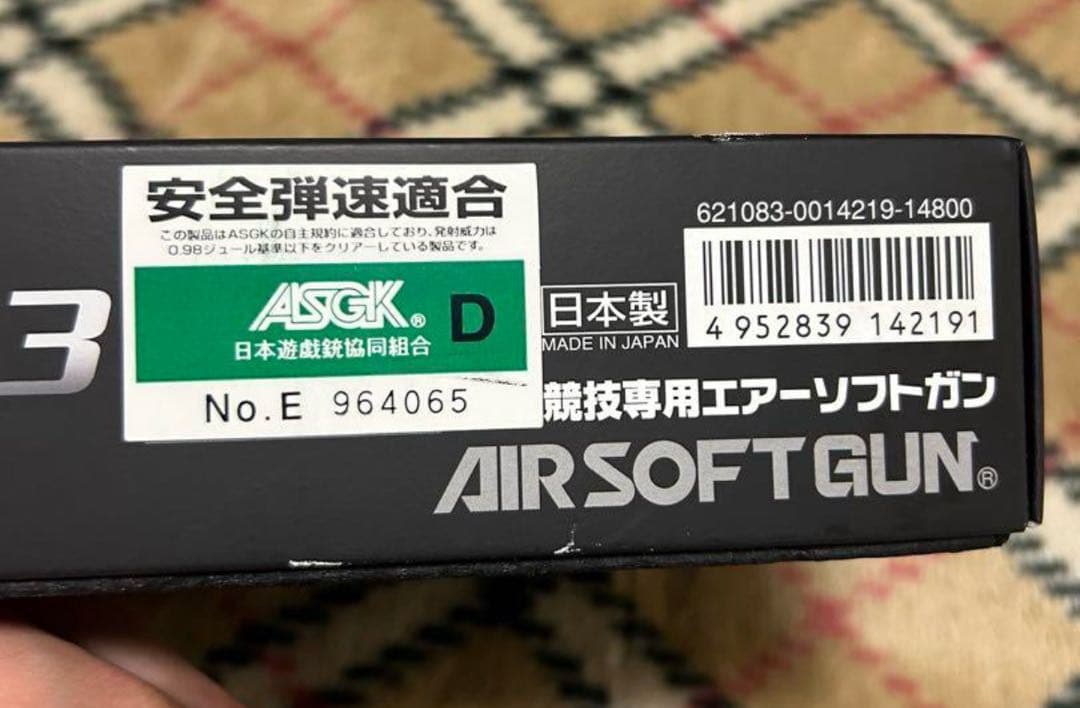 3
安全弾速適合
この製品はASGKの自主規約に適合しており、発射威力は
0.98ジュール基準以下をクリアーしている製品です。
ASGK® D
日本遊戯銃協同組合
No.E 964065
日本製
MADE IN JAPAN
621083-0014219-14800
4 952839 142191
競技専用エアーソフトガン
AIRSOFT GUN®